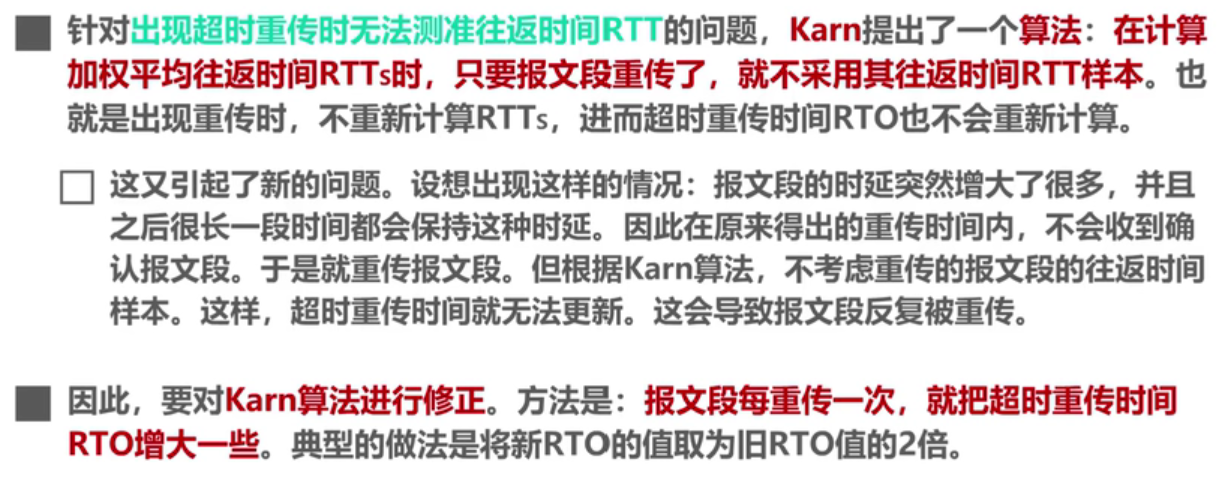 针对出现超时重传时无法测准往返时间RTT的问题，Karn提出了一个算法：在计算
加权平均往返时间RTTs时，只要报文段重传了，就不采用其往返时间RTT样本。也
就是出现重传时，不重新计算RTTs，进而超时重传时间RTO也不会重新计算。
这又引起了新的问题。设想出现这样的情况：报文段的时延突然增大了很多，并且
之后很长一段时间都会保持这种时延。因此在原来得出的重传时间内，不会收到确
认报文段。于是就重传报文段。但根据Karn算法，不考虑重传的报文段的往返时间
样本。这样，超时重传时间就无法更新。这会导致报文段反复被重传。
因此，要对Karn算法进行修正。方法是：报文段每重传一次，就把超时重传时间
RTO增大一些。典型的做法是将新RTO的值取为旧RTO值的2倍。